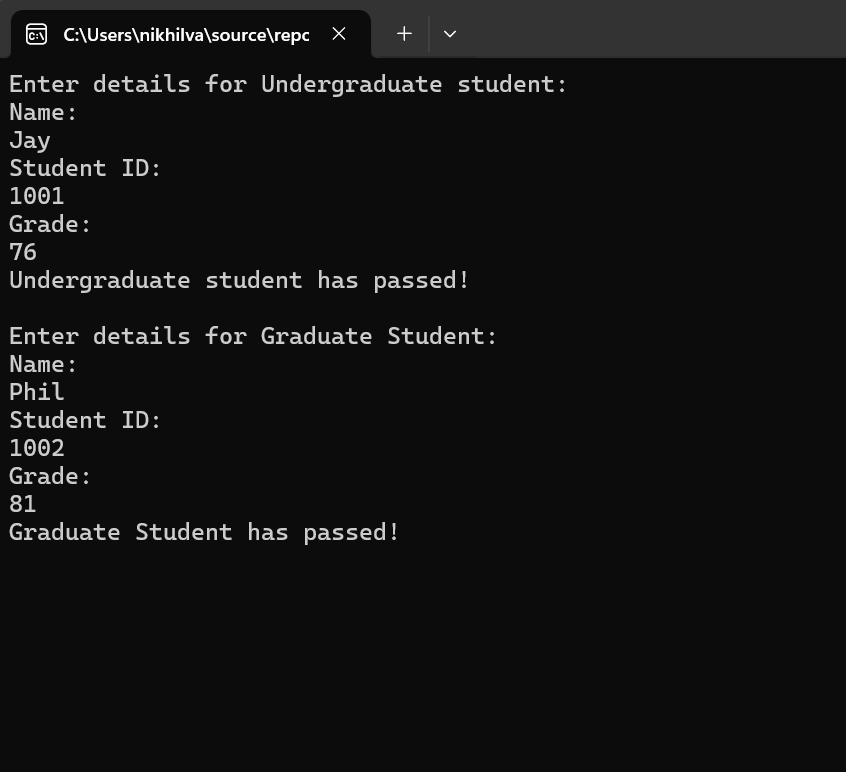 C:\Users\nikhilva\source\repc
Enter details for Undergraduate student:
Name:
Jay
Student ID:
1001
Grade:
76
Undergraduate student has passed!
Enter details for Graduate Student:
Name:
Phil
Student ID:
1002
Grade:
81
Graduate Student has passed!